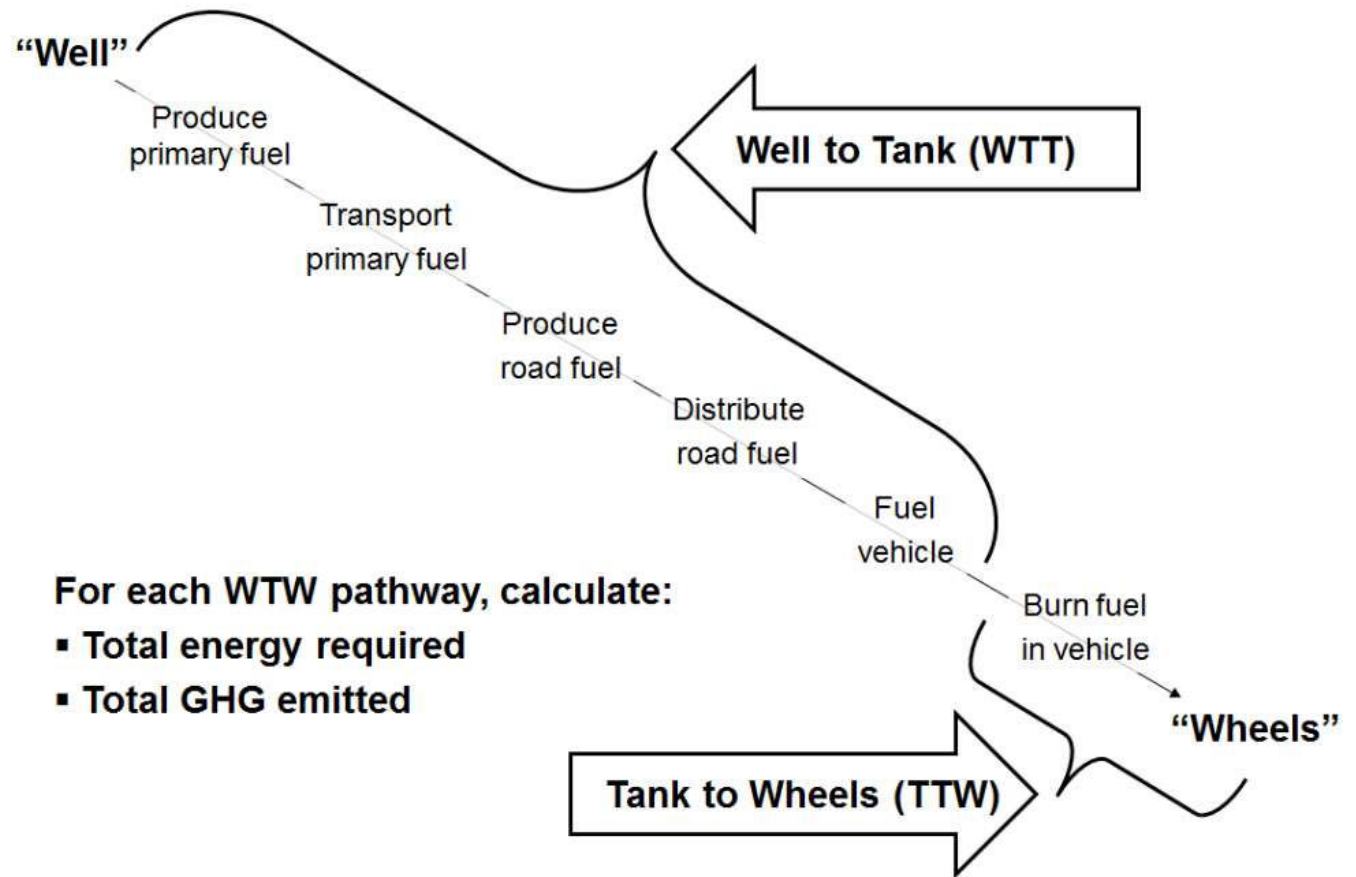 “Well”
Produce
primary fuel
Well to Tank (WTT)
Transport
primary fuel
Produce
road fuel
Distribute
road fuel
Fuel
vehicle
For each WTW pathway, calculate:
▪ Total energy required
▪ Total GHG emitted
Burn fuel
in vehicle
“Wheels”
Tank to Wheels (TTW)